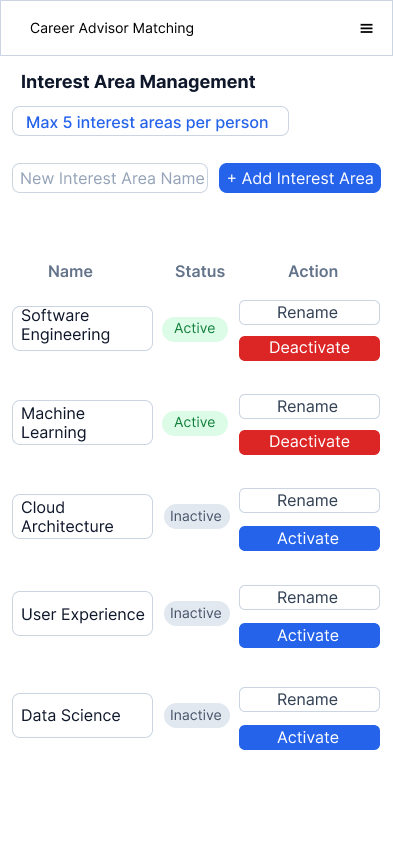 Career Advisor Matching
Interest Area Management
Max 5 interest areas per person
New Interest Area Name
+ Add Interest Area
Name Status Action
Software
Engineering
Active
Rename
Deactivate
Machine
Learning
Active
Rename
Deactivate
Cloud
Architecture
Inactive
Rename
Activate
User Experience
Inactive
Rename
Activate
Data Science
Inactive
Rename
Activate